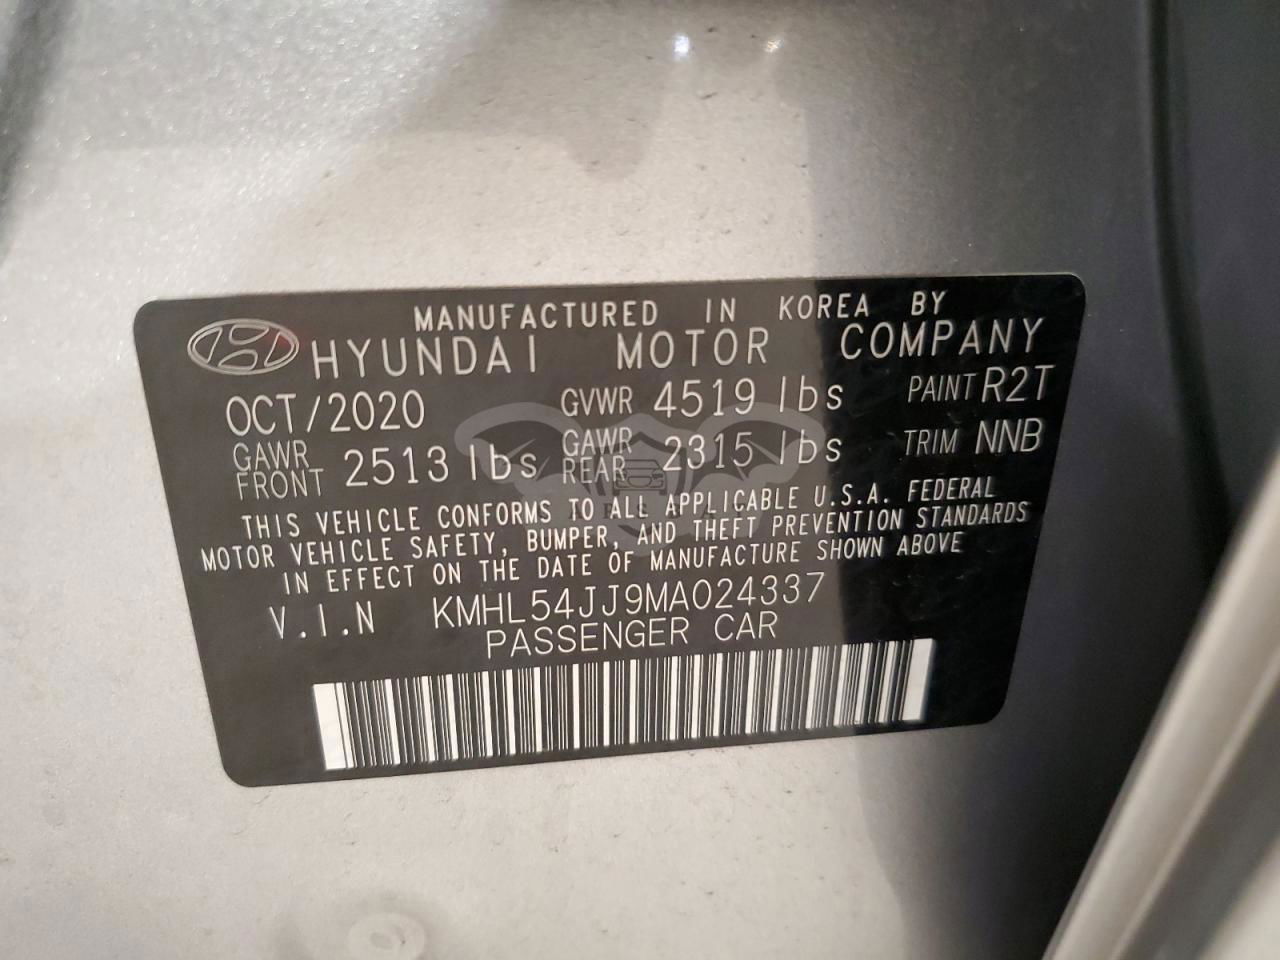 MANUFACTURED IN KOREA BY
HYUNDAI MOTOR COMPANY
OCT/2020 GVWR 4519 lbs PAINT R2T
GAWR FRONT 2513 lbs GAWR REAR 2315 lbs TRIM NNB
THIS VEHICLE CONFORMS TO ALL APPLICABLE U.S.A. FEDERAL
MOTOR VEHICLE SAFETY, BUMPER, AND THEFT PREVENTION STANDARDS
IN EFFECT ON THE DATE OF MANUFACTURE SHOWN ABOVE
V.I.N KMHL54JJ9MA024337
PASSENGER CAR